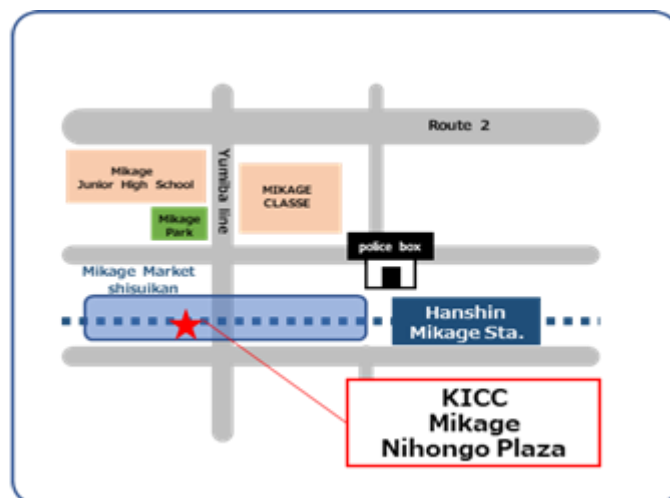 Route 2
Mikage
Junior High School
Yumiba line
MIKAGE
CLASSE
Mikage
Park
police box
Mikage Market
shisuikan
Hanshin
Mikage Sta.
KICC
Mikage
Nihongo Plaza